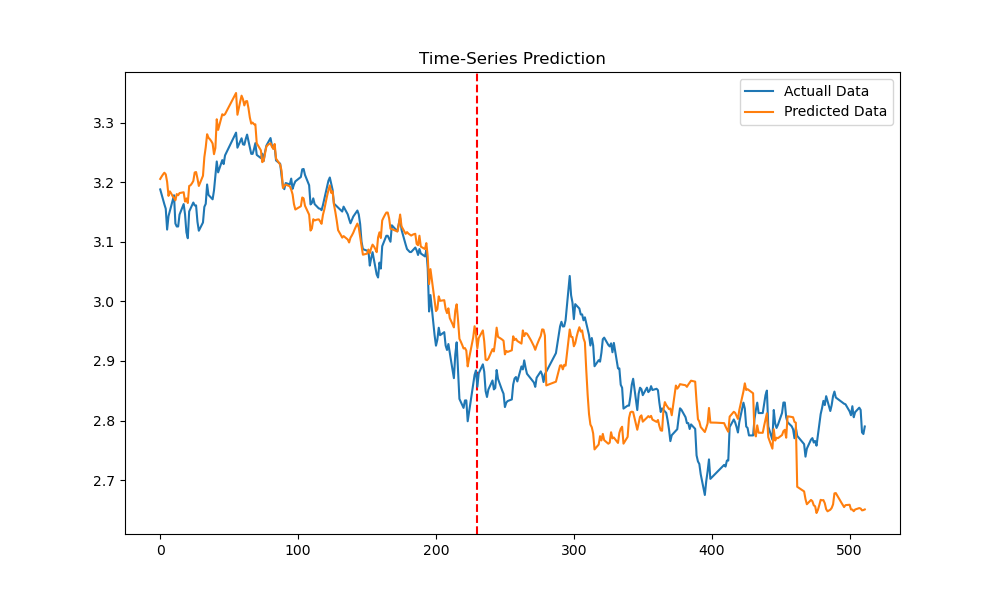 Time-Series Prediction
Actuall Data
Predicted Data
3.3
3.2
3.1
3.0
2.9
2.8
2.7
0 100 200 300 400 500